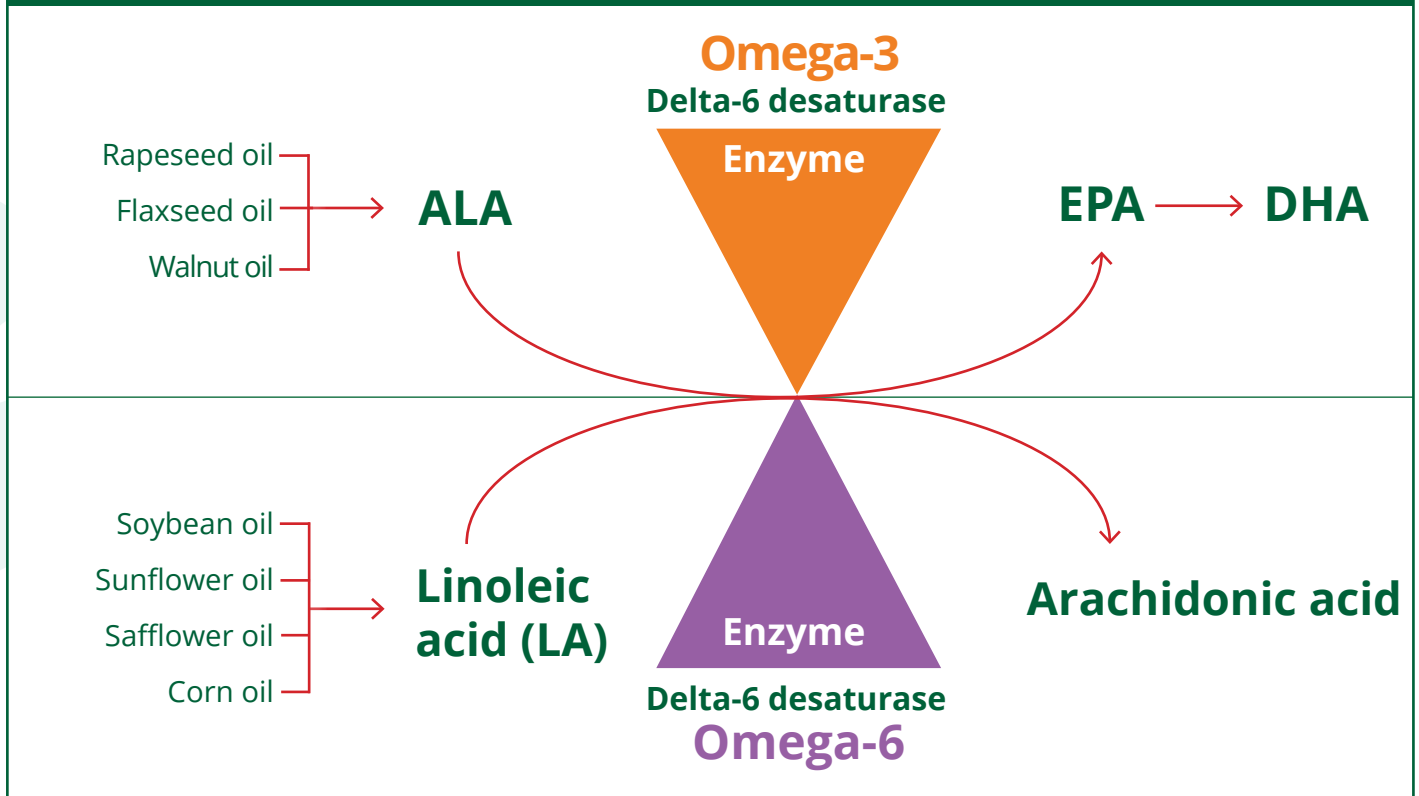 Omega-3
Delta-6 desaturase
Enzyme
Rapeseed oil
Flaxseed oil
Walnut oil
ALA
EPA
DHA
Soybean oil
Sunflower oil
Safflower oil
Corn oil
Linoleic
acid (LA)
Arachidonic acid
Enzyme
Delta-6 desaturase
Omega-6